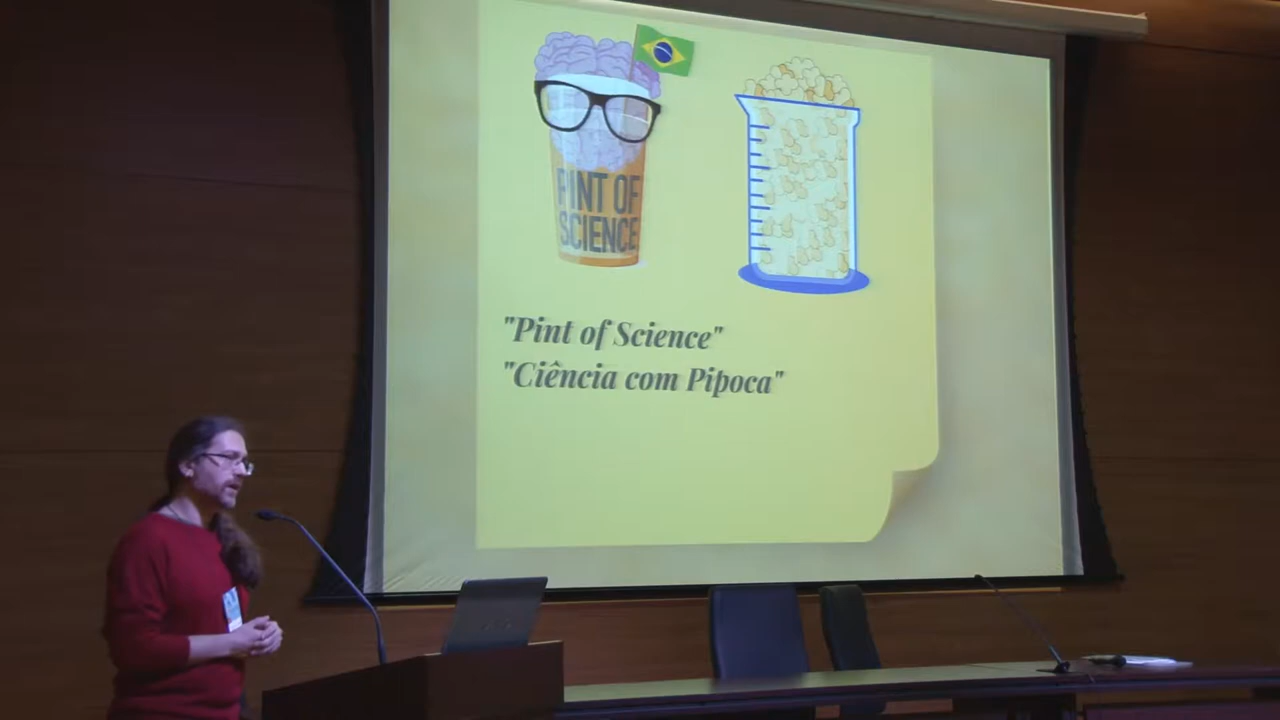 PINT OF
SCIENCE
"Pint of Science"
"Ciência com Pipoca"